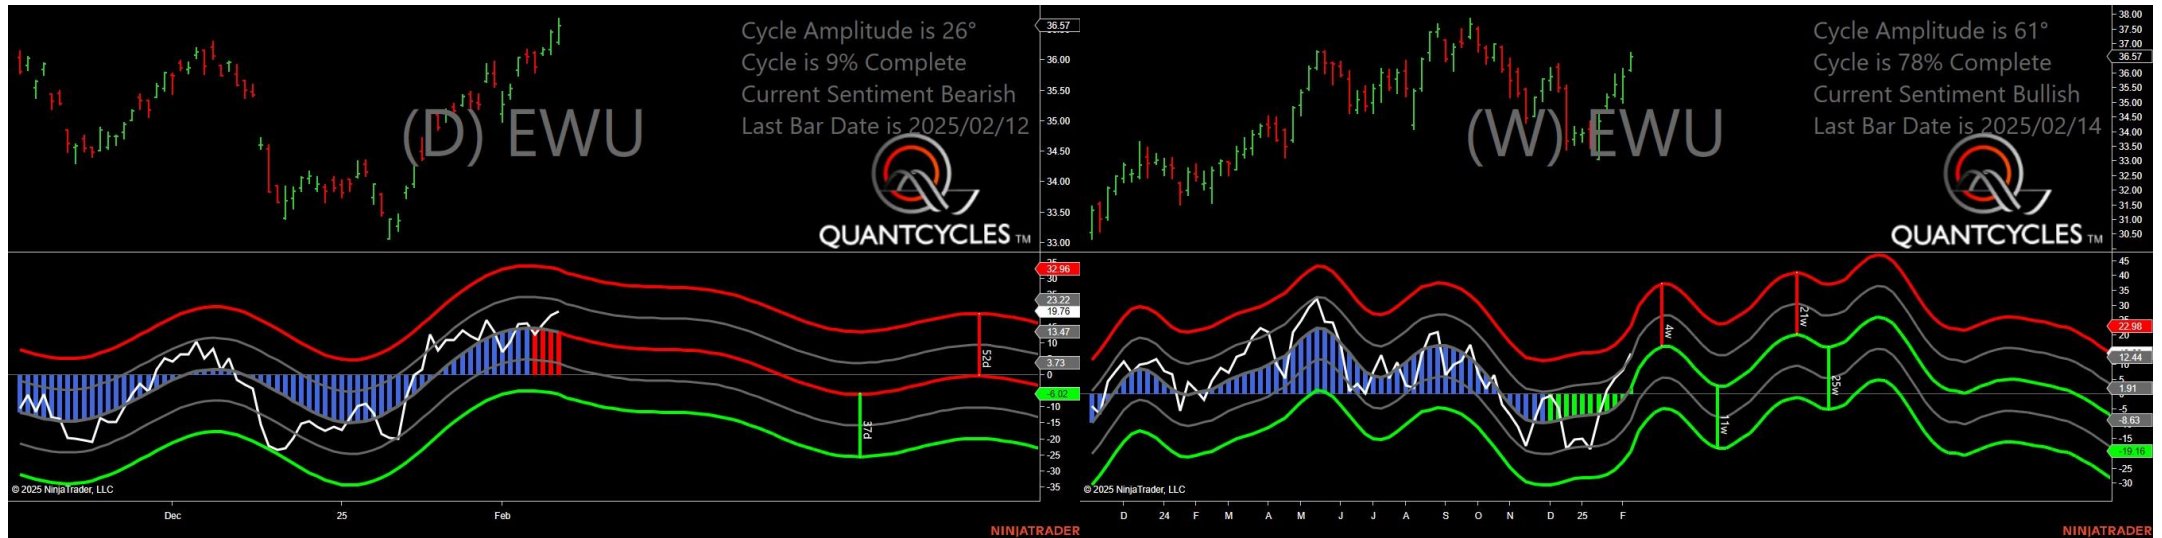 Cycle Amplitude is 26°
Cycle is 9% Complete
Current Sentiment Bearish
Last Bar Date is 2025/02/12
(D) EWU
QUANTCYCLES TM
36.57
36.00
35.50
35.00
34.50
34.00
33.50
33.00
32.96
30
23.22
19.76
13.47
10
3.73
0
-6.02
-10
-15
-20
-25
-30
-35
52d
37d
© 2025 NinjaTrader, LLC
Dec
25
Feb
NINJATRADER
Cycle Amplitude is 61°
Cycle is 78% Complete
Current Sentiment Bullish
Last Bar Date is 2025/02/14
(W) EWU
QUANTCYCLES TM
38.00
37.50
37.00
36.57
36.00
35.50
35.00
34.50
34.00
33.50
33.00
32.50
32.00
31.50
31.00
30.50
45
40
35
30
25
22.98
20
12.44
10
1.91
-5
-8.63
-15
-19.16
-25
-30
4w
11w
21w
25w
© 2025 NinjaTrader, LLC
D 24 F M A M J J A S O N D 25 F
NINJATRADER